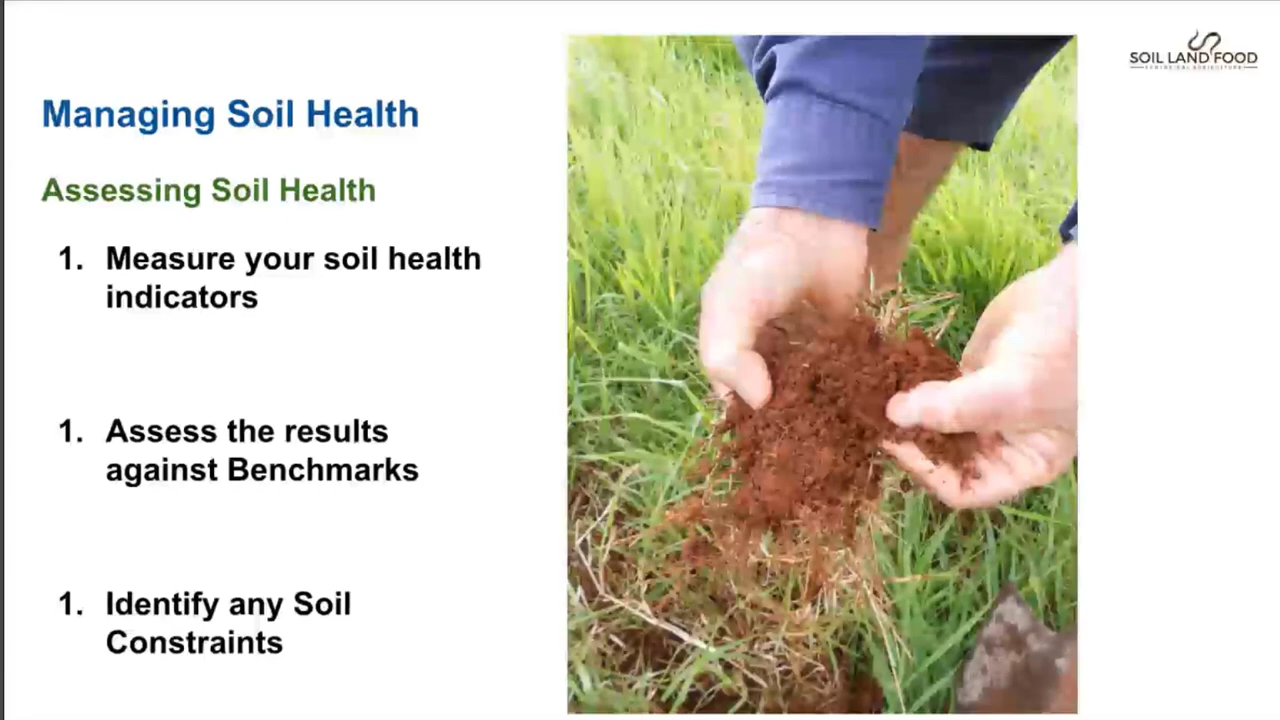 SOIL LAND FOOD
Managing Soil Health
Assessing Soil Health
1. Measure your soil health
indicators
1. Assess the results
against Benchmarks
1. Identify any Soil
Constraints